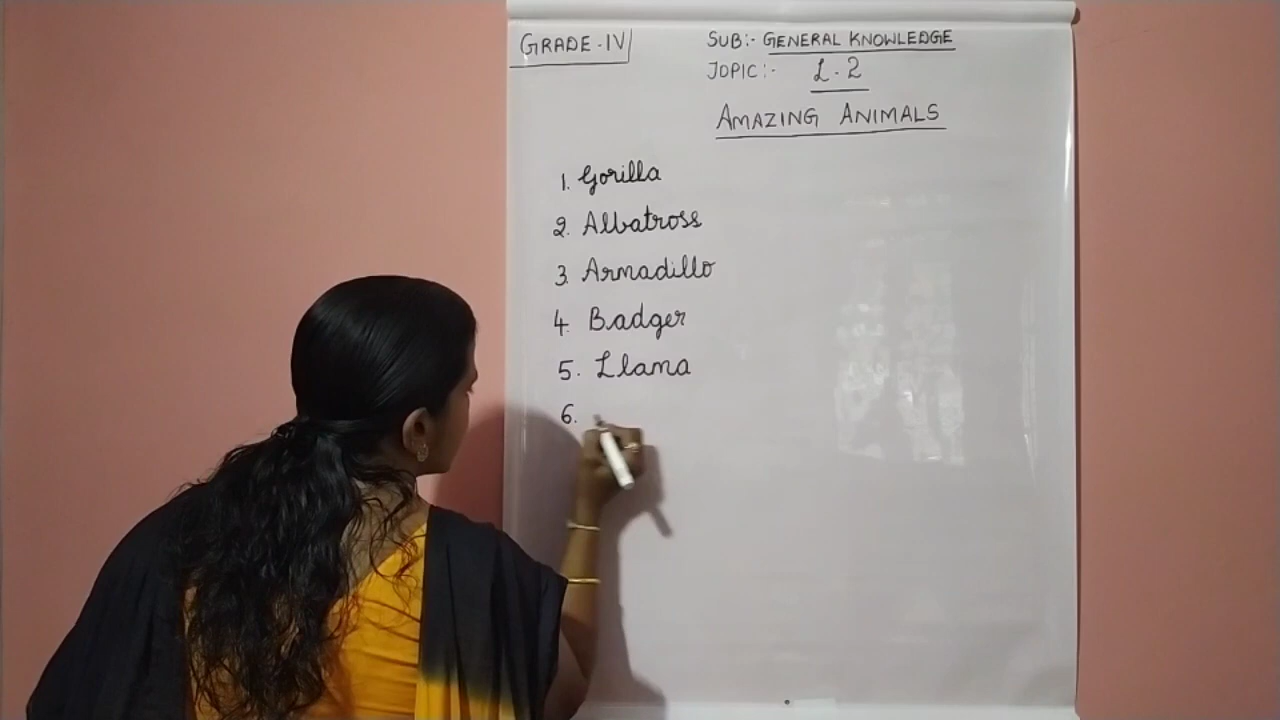 GRADE-IV
SUB:- GENERAL KNOWLEDGE
TOPIC:- L-2
AMAZING ANIMALS
1. Gorilla
2. Albatross
3. Armadillo
4. Badger
5. Llama
6.